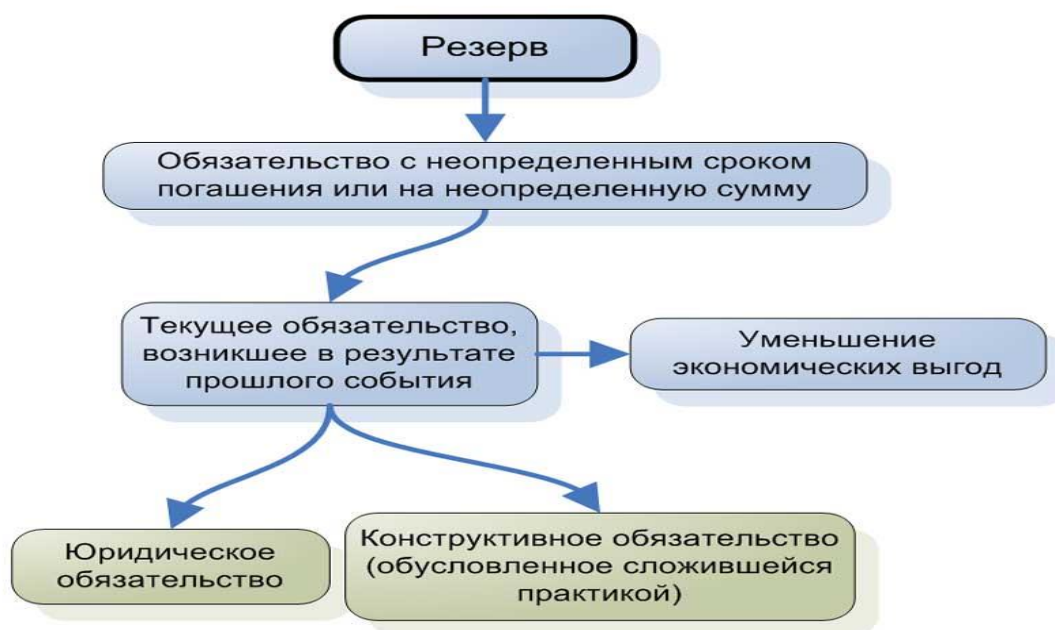 Резерв
Обязательство с неопределенным сроком
погашения или на неопределенную сумму
Текущее обязательство,
возникшее в результате
прошлого события
Уменьшение
экономических выгод
Юридическое
обязательство
Конструктивное обязательство
(обусловленное сложившейся
практикой)